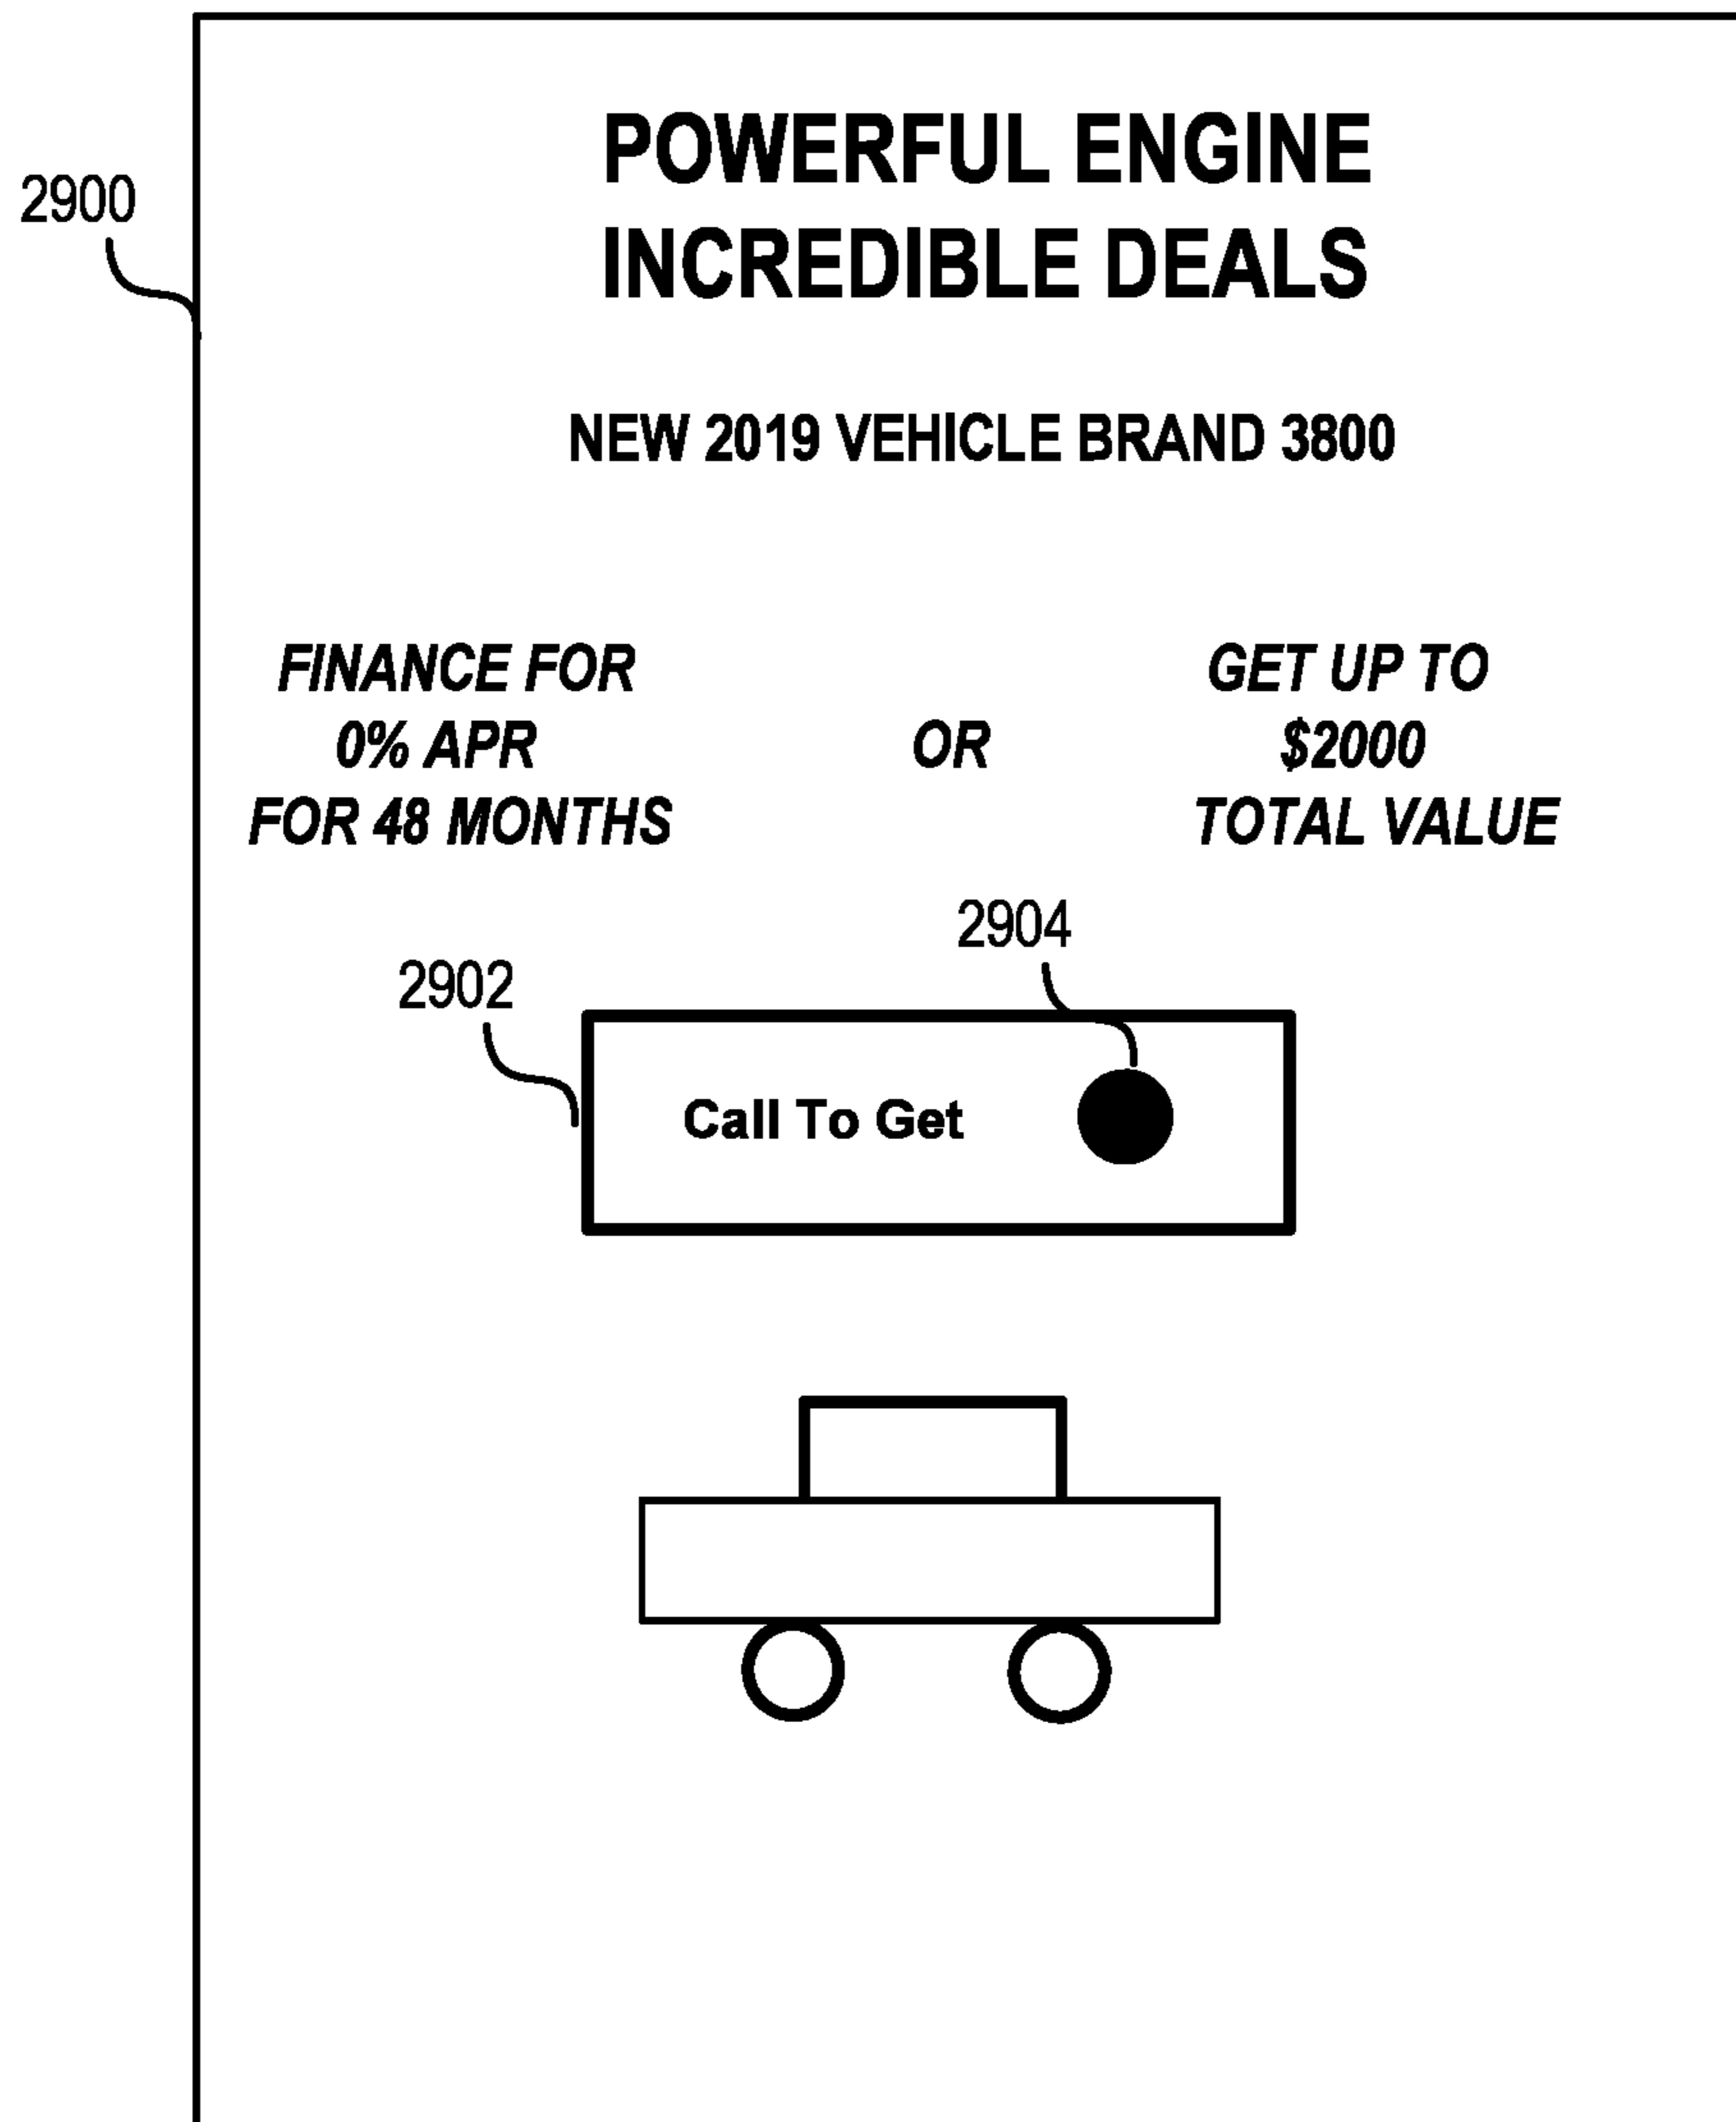 POWERFUL ENGINE
INCREDIBLE DEALS
2900
NEW 2019 VEHICLE BRAND 3800
FINANCE FOR
0% APR
FOR 48 MONTHS
OR
GET UP TO
$2000
TOTAL VALUE
2904
2902
Call To Get